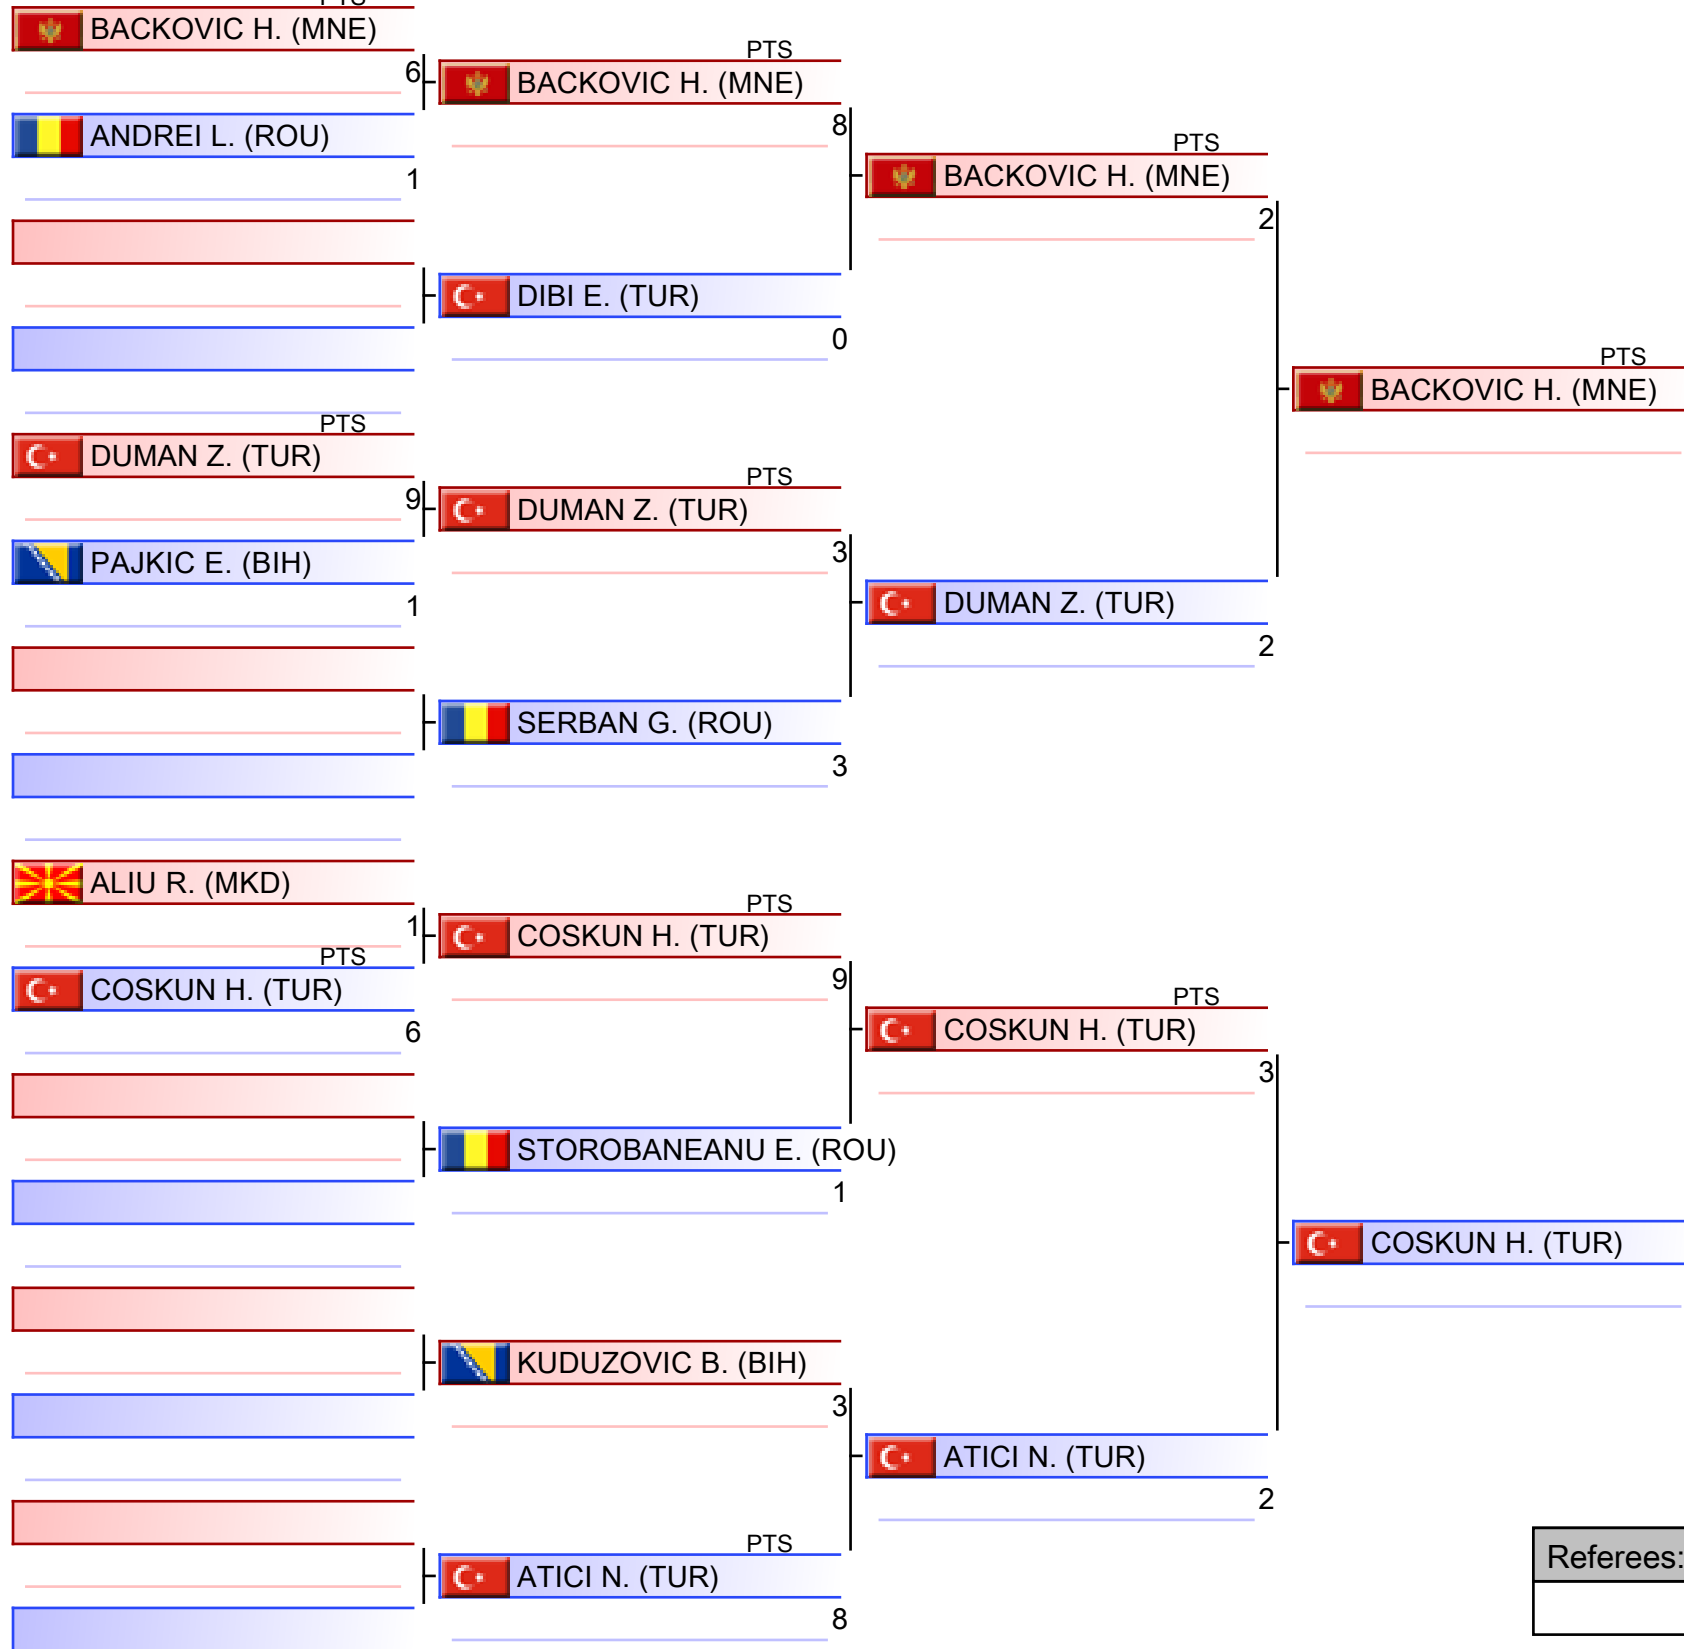 PTS
BACKOVIC H. (MNE)
6
ANDREI L. (ROU)
1
PTS
DUMAN Z. (TUR)
9
PAJKIC E. (BIH)
1
ALIU R. (MKD)
1
PTS
COSKUN H. (TUR)
6
PTS
BACKOVIC H. (MNE)
8
DIBI E. (TUR)
0
PTS
DUMAN Z. (TUR)
3
SERBAN G. (ROU)
3
PTS
COSKUN H. (TUR)
9
STOROBANEANU E. (ROU)
1
KUDUZOVIC B. (BIH)
3
PTS
ATICI N. (TUR)
8
PTS
BACKOVIC H. (MNE)
2
DUMAN Z. (TUR)
2
PTS
COSKUN H. (TUR)
3
ATICI N. (TUR)
2
PTS
BACKOVIC H. (MNE)
COSKUN H. (TUR)
Referees: